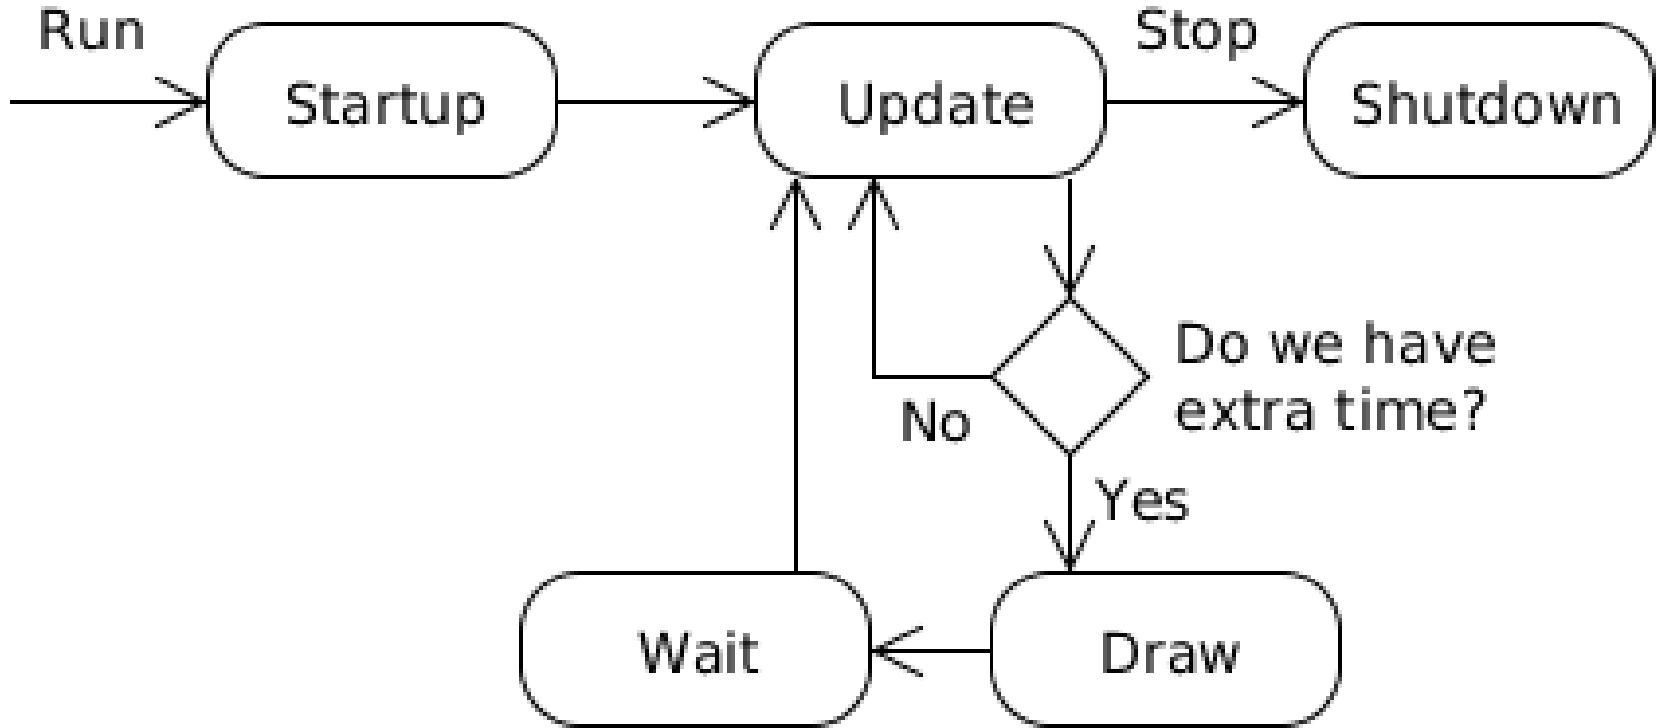 Run
Stop
Startup
Update
Shutdown
Do we have
extra time?
No
Yes
Wait
Draw